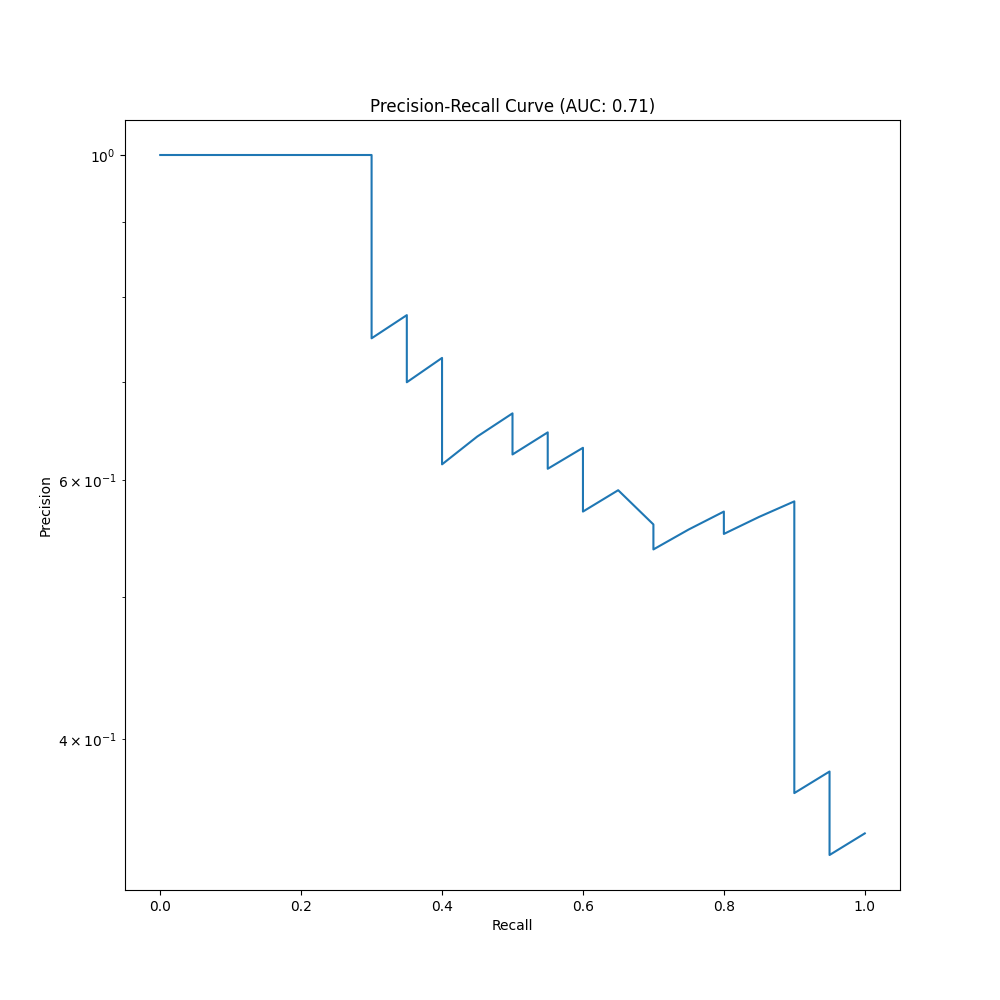 Precision-Recall Curve (AUC: 0.71)
10⁰
6 × 10⁻¹
4 × 10⁻¹
Precision
0.0 0.2 0.4 0.6 0.8 1.0
Recall